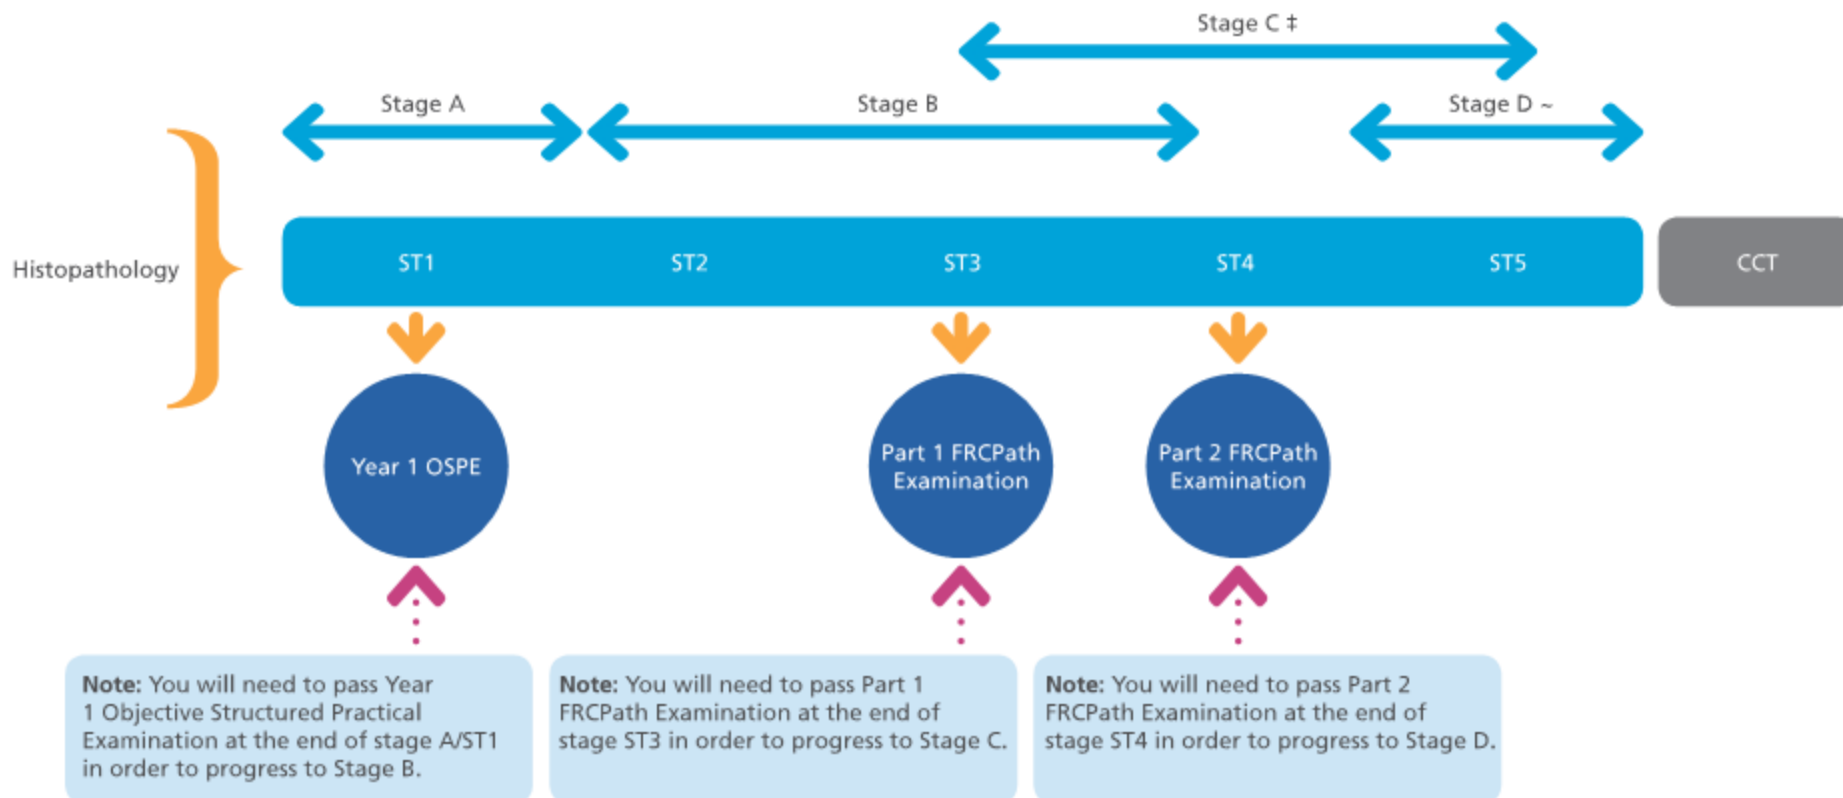 Stage C ‡
Stage A
Stage B
Stage D ~
Histopathology
ST1
ST2
ST3
ST4
ST5
CCT
Year 1 OSPE
Part 1 FRCPath
Examination
Part 2 FRCPath
Examination
Note: You will need to pass Year
1 Objective Structured Practical
Examination at the end of stage A/ST1
in order to progress to Stage B.
Note: You will need to pass Part 1
FRCPath Examination at the end of
stage ST3 in order to progress to Stage C.
Note: You will need to pass Part 2
FRCPath Examination at the end of
stage ST4 in order to progress to Stage D.